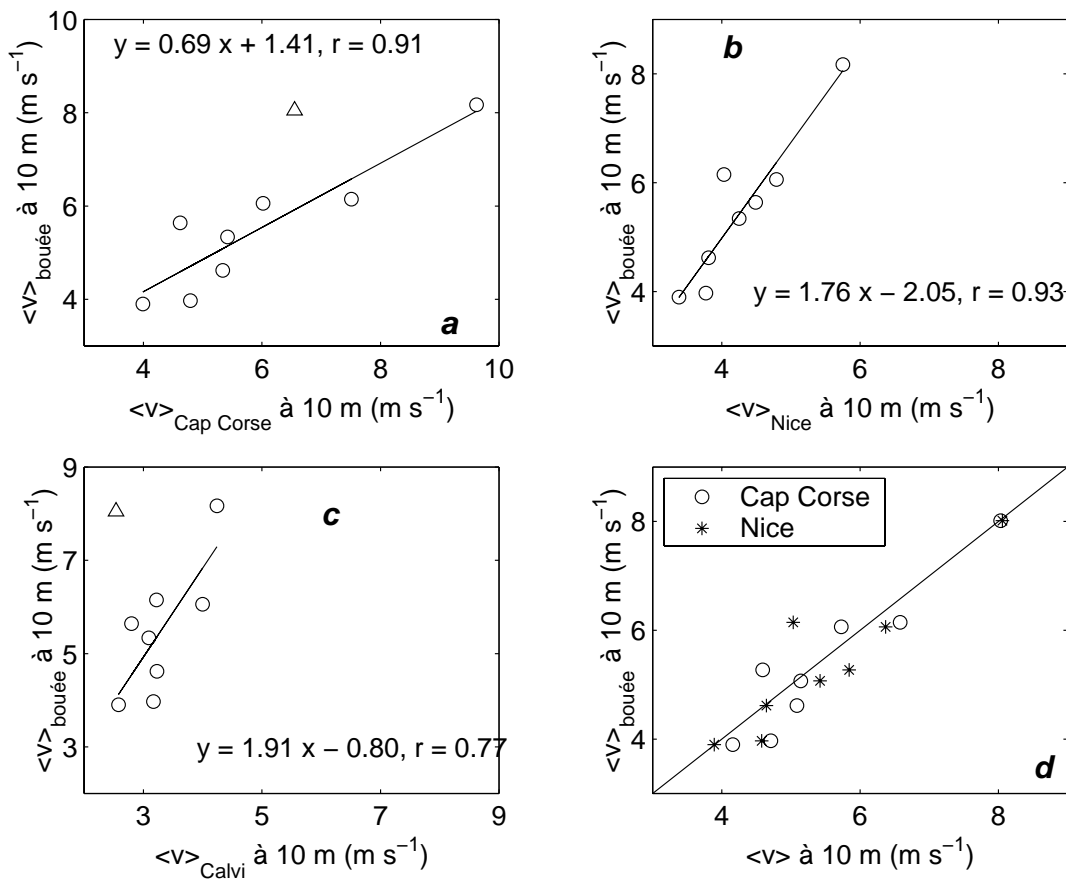 10
8
6
4
<v>bouée à 10 m (m s−1)
y = 0.69 x + 1.41, r = 0.91
a
4 6 8 10
<v>Cap Corse à 10 m (m s−1)
b
8
6
4
<v>bouée à 10 m (m s−1)
y = 1.76 x − 2.05, r = 0.93
4 6 8
<v>Nice à 10 m (m s−1)
9
7
5
3
<v>bouée à 10 m (m s−1)
c
y = 1.91 x − 0.80, r = 0.77
3 5 7 9
<v>Calvi à 10 m (m s−1)
Cap Corse
Nice
8
6
4
<v>bouée à 10 m (m s−1)
d
4 6 8
<v> à 10 m (m s−1)